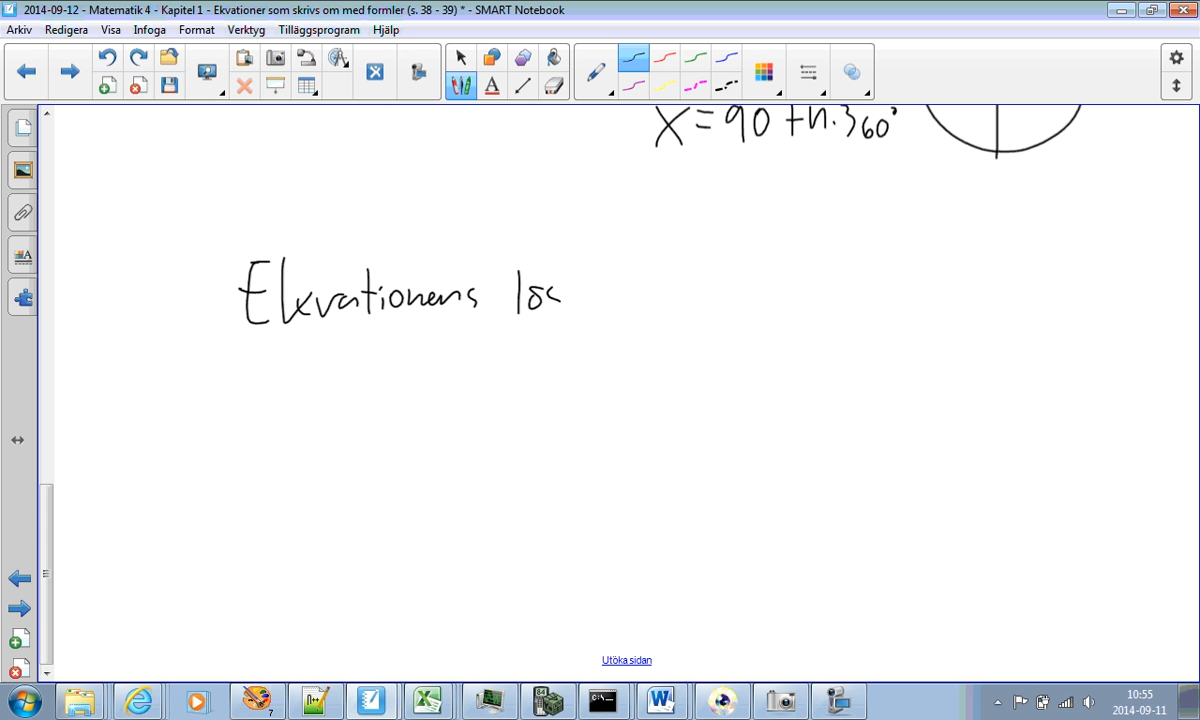 2014-09-12 - Matematik 4 - Kapitel 1 - Ekvationer som skrivs om med formler (s. 38 - 39) * - SMART Notebook
Arkiv Redigera Visa Infoga Format Verktyg Tilläggsprogram Hjälp
x = 90 + n·360°
Ekvationens lös
Utöka sidan
10:55
2014-09-11